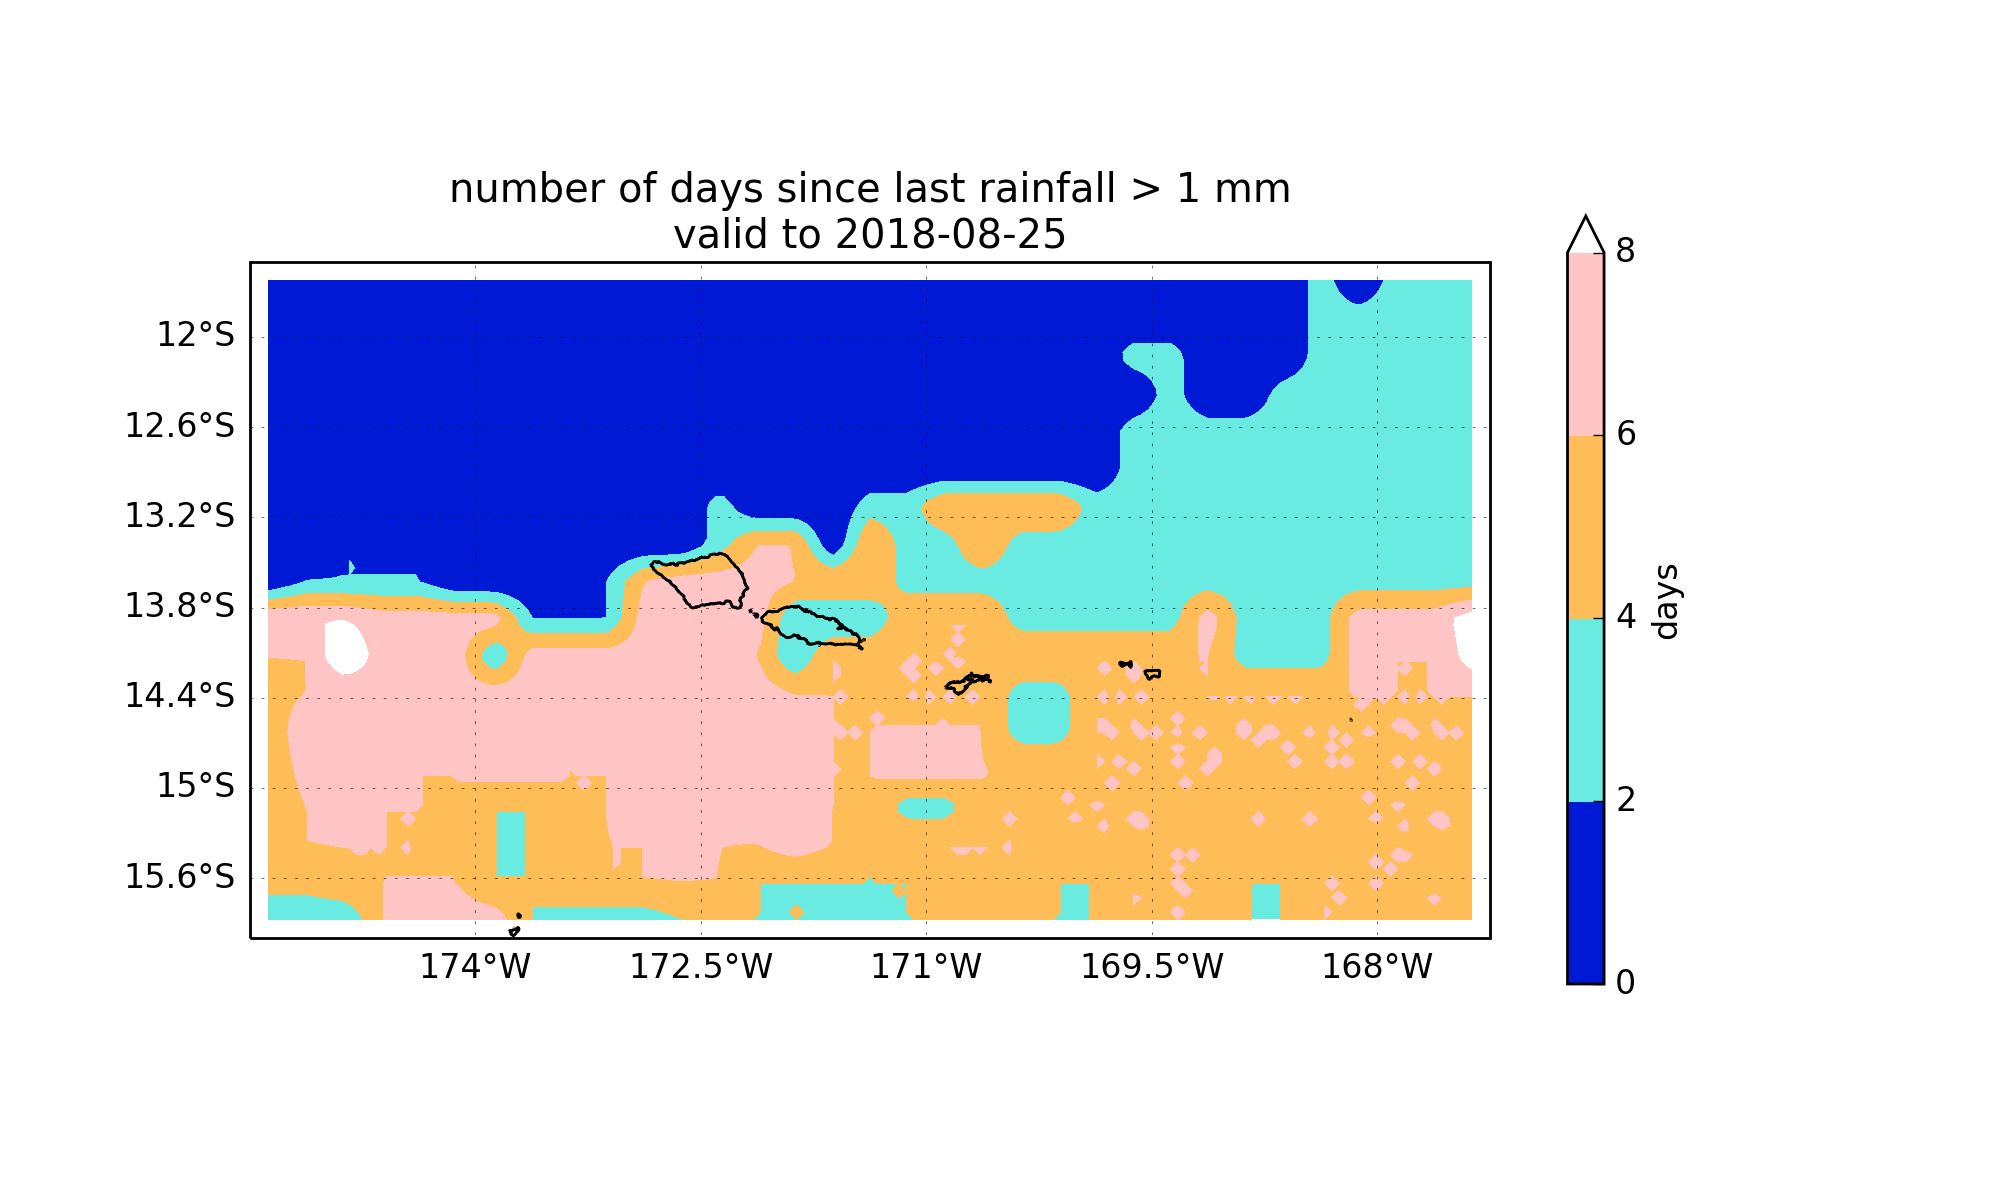 number of days since last rainfall > 1 mm
valid to 2018-08-25
12°S
12.6°S
13.2°S
13.8°S
14.4°S
15°S
15.6°S
174°W
172.5°W
171°W
169.5°W
168°W
8
6
4
2
0
days